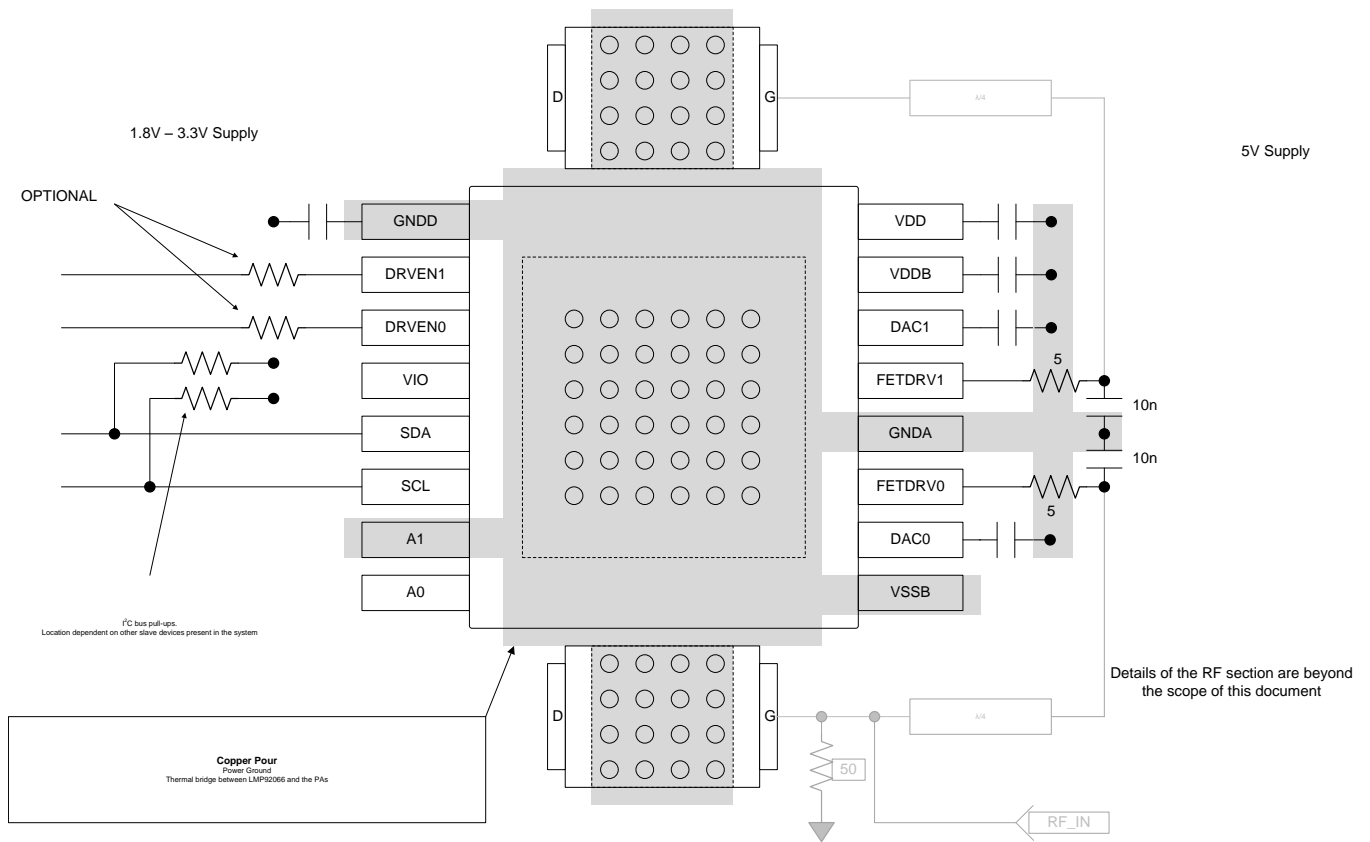 D
G
λ/4
1.8V – 3.3V Supply
5V Supply
OPTIONAL
GNDD
VDD
DRVEN1
VDDB
DRVEN0
DAC1
VIO
FETDRV1
5
10n
SDA
GNDA
10n
SCL
FETDRV0
5
A1
DAC0
A0
VSSB
I²C bus pull-ups.
Location dependent on other slave devices present in the system
Details of the RF section are beyond
the scope of this document
D
G
λ/4
Copper Pour
Power Ground
Thermal bridge between LMP92066 and the PAs
50
RF_IN